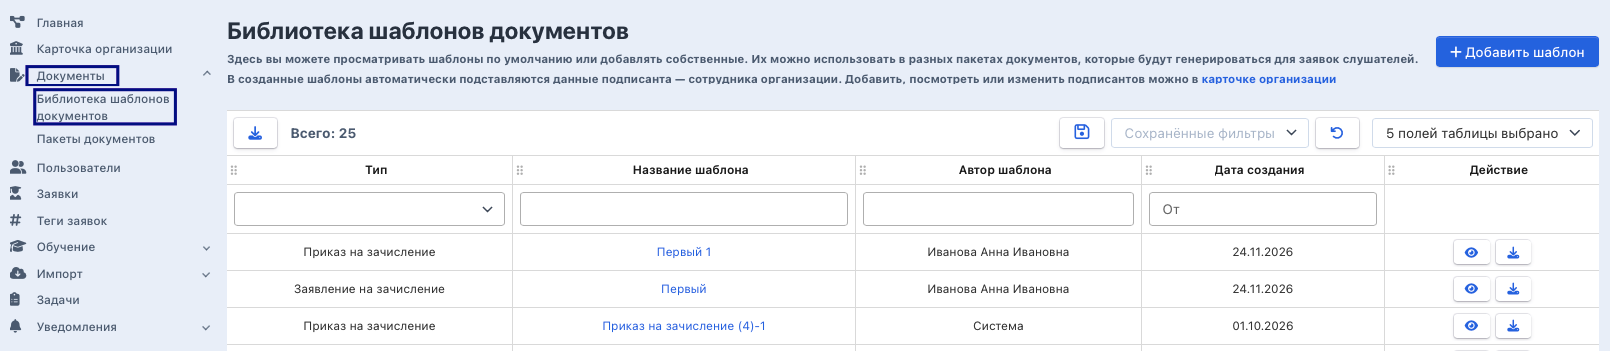 Главная
Карточка организации
Документы
Библиотека шаблонов
документов
Пакеты документов
Пользователи
Заявки
Теги заявок
Обучение
Импорт
Задачи
Уведомления
Библиотека шаблонов документов
Здесь вы можете просматривать шаблоны по умолчанию или добавлять собственные. Их можно использовать в разных пакетах документов, которые будут генерироваться для заявок слушателей.
В созданные шаблоны автоматически подставляются данные подписанта — сотрудника организации. Добавить, посмотреть или изменить подписантов можно в карточке организации
+ Добавить шаблон
Всего: 25
Сохранённые фильтры
5 полей таблицы выбрано
Тип Название шаблона Автор шаблона Дата создания Действие
От
Приказ на зачисление Первый 1 Иванова Анна Ивановна 24.11.2026
Заявление на зачисление Первый Иванова Анна Ивановна 24.11.2026
Приказ на зачисление Приказ на зачисление (4)-1 Система 01.10.2026